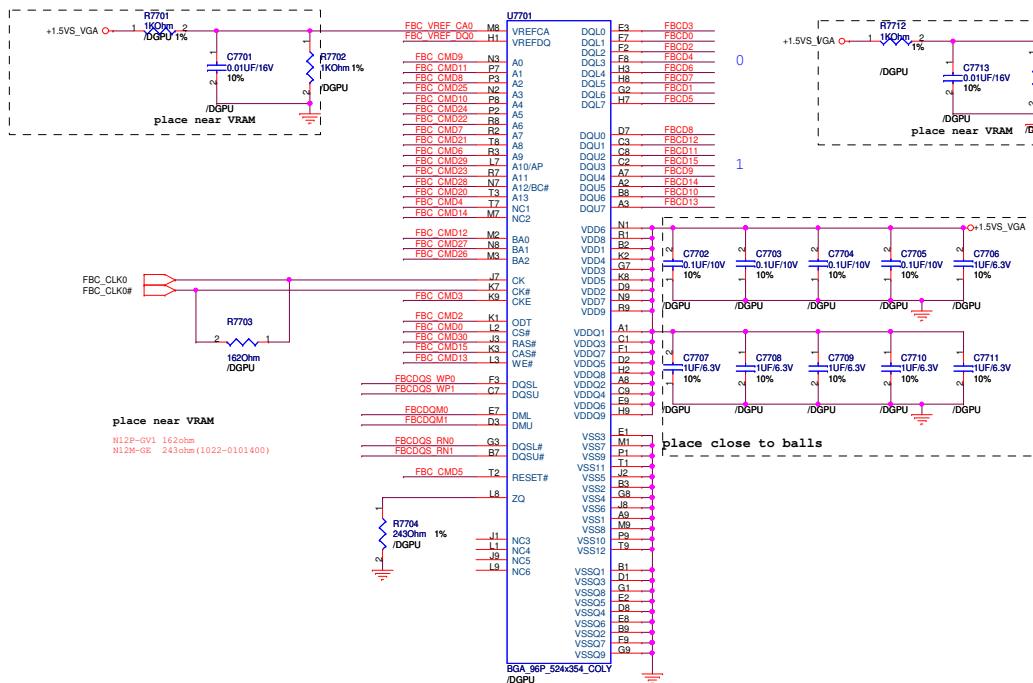 U7701
+1.5VS_VGA
1 R7701 2
1KOhm
/DGPU 1%
C7701
0.01UF/16V
10%
/DGPU
R7702
1KOhm 1%
/DGPU
/DGPU
place near VRAM
FBC_VREF_CA0 M8 VREFCA
FBC_VREF_DQ0 H1 VREFDQ
FBC_CMD9 N3 A0
FBC_CMD11 P7 A1
FBC_CMD8 P3 A2
FBC_CMD25 N2 A3
FBC_CMD10 P8 A4
FBC_CMD24 P2 A5
FBC_CMD22 R8 A6
FBC_CMD7 R2 A7
FBC_CMD21 T8 A8
FBC_CMD6 R3 A9
FBC_CMD29 L7 A10/AP
FBC_CMD23 R7 A11
FBC_CMD28 N7 A12/BC#
FBC_CMD20 T3 A13
FBC_CMD4 T7 NC1
FBC_CMD14 M7 NC2
FBC_CMD12 M2 BA0
FBC_CMD27 N8 BA1
FBC_CMD26 M3 BA2
FBC_CLK0 J7 CK
FBC_CLK0# K7 CK#
FBC_CMD3 K9 CKE
2 R7703 1
162Ohm
/DGPU
FBC_CMD2 K1 ODT
FBC_CMD0 L2 CS#
FBC_CMD30 J3 RAS#
FBC_CMD15 K3 CAS#
FBC_CMD13 L3 WE#
FBCDQS_WP0 F3 DQSL
FBCDQS_WP1 C7 DQSU
FBCDQM0 E7 DML
FBCDQM1 D3 DMU
FBCDQS_RN0 G3 DQSL#
FBCDQS_RN1 B7 DQSU#
FBC_CMD5 T2 RESET#
L8 ZQ
place near VRAM
N12P-GV1 162ohm
N12M-GE 243ohm(1022-0101400)
R7704
243Ohm 1%
/DGPU
J1 NC3
L1 NC4
J9 NC5
L9 NC6
DQL0 E3 FBCD3
DQL1 F7 FBCD0
DQL2 F2 FBCD2
DQL3 F8 FBCD4
DQL4 H3 FBCD6
DQL5 H8 FBCD7
DQL6 G2 FBCD1
DQL7 H7 FBCD5
0
DQU0 D7 FBCD8
DQU1 C3 FBCD12
DQU2 C8 FBCD11
DQU3 C2 FBCD15
DQU4 A7 FBCD9
DQU5 A2 FBCD14
DQU6 B8 FBCD10
DQU7 A3 FBCD13
1
VDD6 N1
VDD8 R1
VDD1 B2
VDD4 K2
VDD3 G7
VDD5 K8
VDD2 D9
VDD7 N9
VDD9 R9
VDDQ1 A1
VDDQ3 C1
VDDQ7 F1
VDDQ5 D2
VDDQ8 H2
VDDQ2 A8
VDDQ4 C9
VDDQ6 E9
VDDQ9 H9
VSS3 E1
VSS7 M1
VSS9 P1
VSS11 T1
VSS5 J2
VSS2 B3
VSS4 G8
VSS6 J8
VSS1 A9
VSS8 M9
VSS10 P9
VSS12 T9
VSSQ1 B1
VSSQ3 D1
VSSQ8 G1
VSSQ5 E2
VSSQ4 D8
VSSQ6 E8
VSSQ2 B9
VSSQ7 F9
VSSQ9 G9
BGA_96P_524x354_COLY
/DGPU
+1.5VS_VGA
R7712
1 1KOhm 2
1%
/DGPU
C7713
0.01UF/16V
10%
/DGPU
place near VRAM
+1.5VS_VGA
C7702 C7703 C7704 C7705 C7706
0.1UF/10V 0.1UF/10V 0.1UF/10V 0.1UF/10V 1UF/6.3V
10% 10% 10% 10% 10%
/DGPU /DGPU /DGPU /DGPU /DGPU
C7707 C7708 C7709 C7710 C7711
1UF/6.3V 1UF/6.3V 1UF/6.3V 1UF/6.3V 1UF/6.3V
10% 10% 10% 10% 10%
/DGPU /DGPU /DGPU /DGPU /DGPU
place close to balls